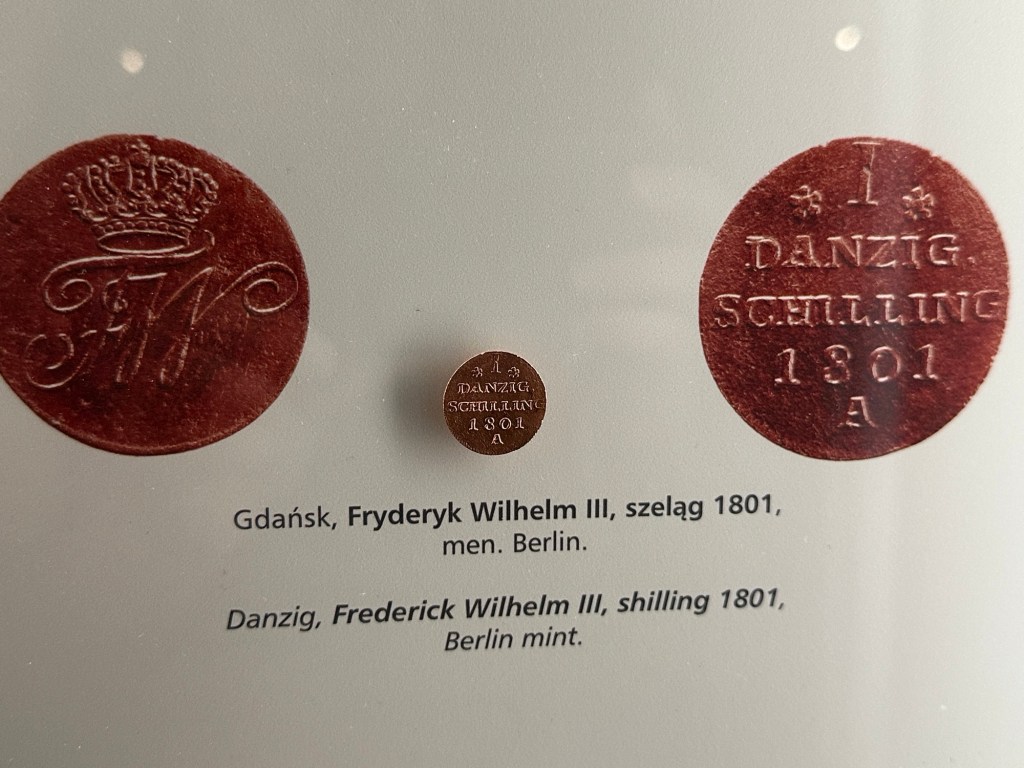 FW
1
DANZIG.
SCHILLING
1801
A
1
DANZIG.
SCHILLING
1801
A
Gdańsk, Fryderyk Wilhelm III, szeląg 1801,
men. Berlin.
Danzig, Frederick Wilhelm III, shilling 1801,
Berlin mint.